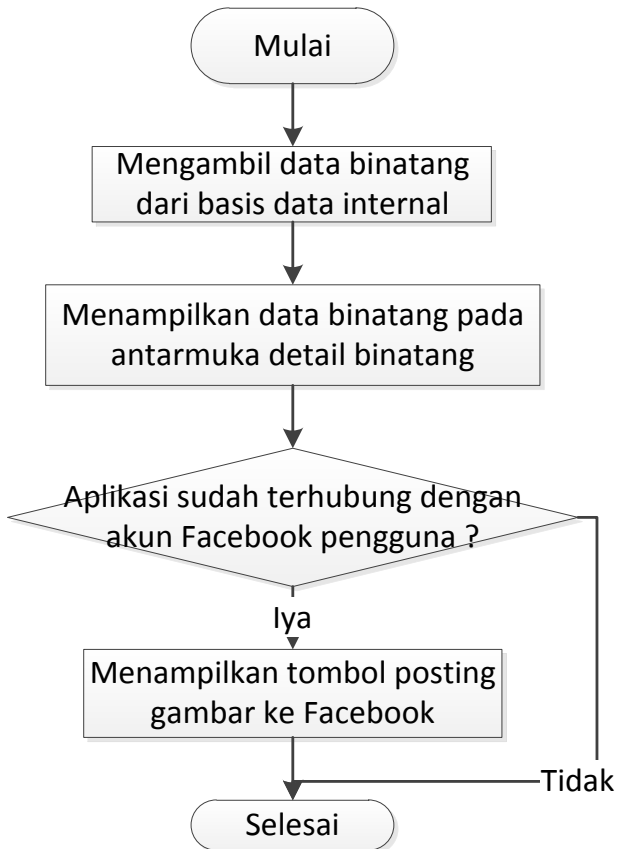 Mulai
Mengambil data binatang
dari basis data internal
Menampilkan data binatang pada
antarmuka detail binatang
Aplikasi sudah terhubung dengan
akun Facebook pengguna ?
Iya
Menampilkan tombol posting
gambar ke Facebook
Tidak
Selesai